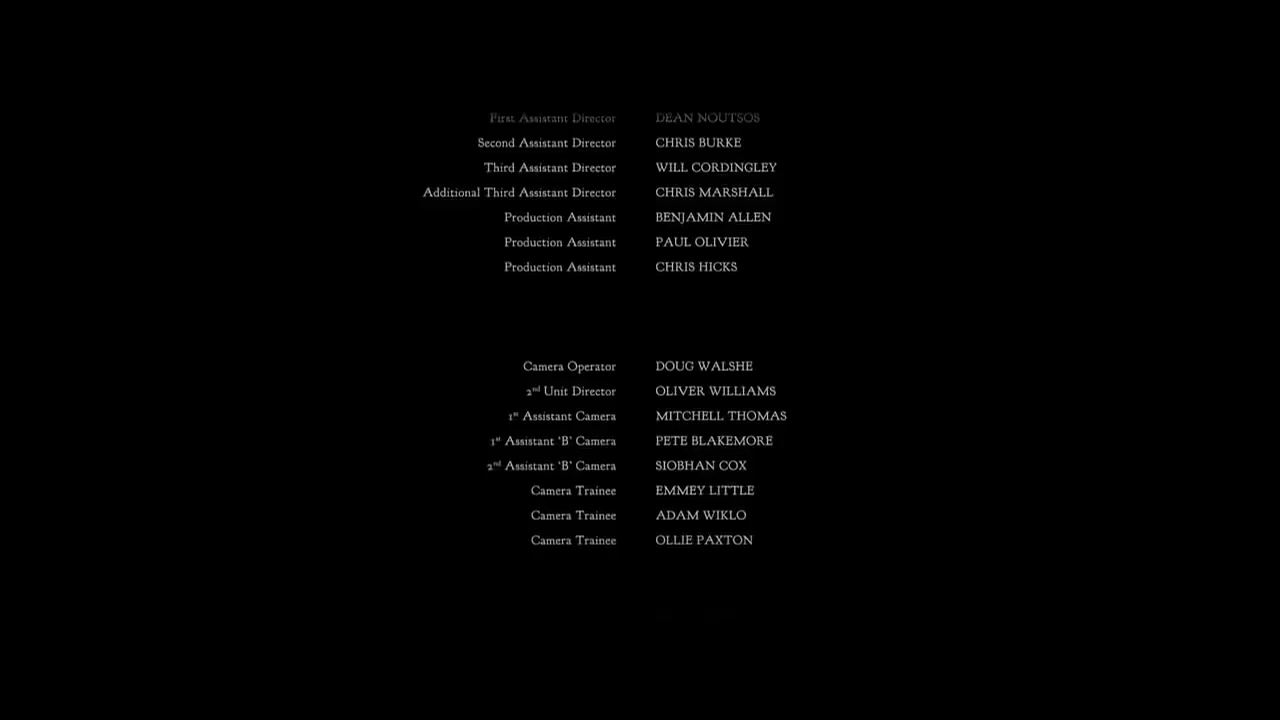 First Assistant Director DEAN NOUTSOS
Second Assistant Director CHRIS BURKE
Third Assistant Director WILL CORDINGLEY
Additional Third Assistant Director CHRIS MARSHALL
Production Assistant BENJAMIN ALLEN
Production Assistant PAUL OLIVIER
Production Assistant CHRIS HICKS
Camera Operator DOUG WALSHE
2nd Unit Director OLIVER WILLIAMS
1st Assistant Camera MITCHELL THOMAS
1st Assistant 'B' Camera PETE BLAKEMORE
2nd Assistant 'B' Camera SIOBHAN COX
Camera Trainee EMMEY LITTLE
Camera Trainee ADAM WIKLO
Camera Trainee OLLIE PAXTON